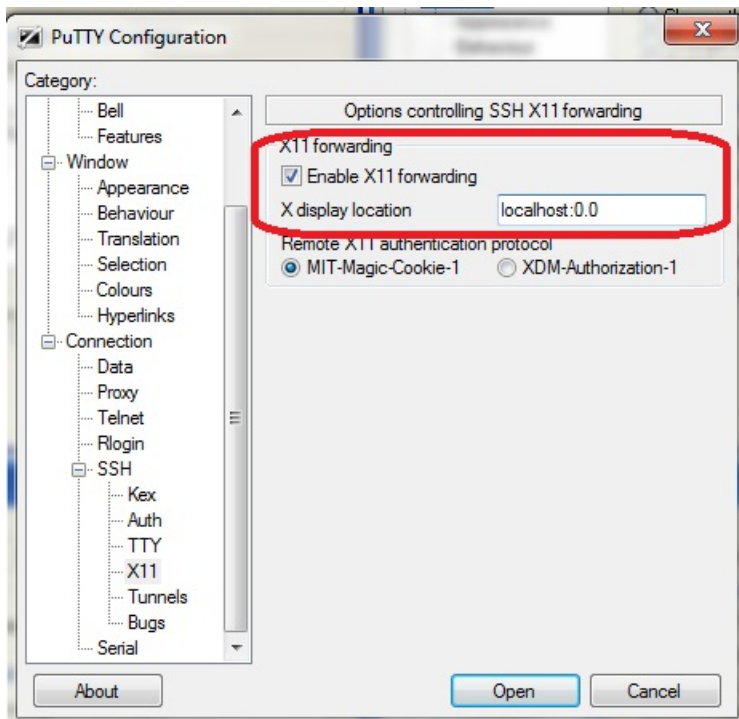 PuTTY Configuration
Category:
Bell
Features
Window
Appearance
Behaviour
Translation
Selection
Colours
Hyperlinks
Connection
Data
Proxy
Telnet
Rlogin
SSH
Kex
Auth
TTY
X11
Tunnels
Bugs
Serial
Options controlling SSH X11 forwarding
X11 forwarding
Enable X11 forwarding
X display location localhost:0.0
Remote X11 authentication protocol
MIT-Magic-Cookie-1 XDM-Authorization-1
About Open Cancel